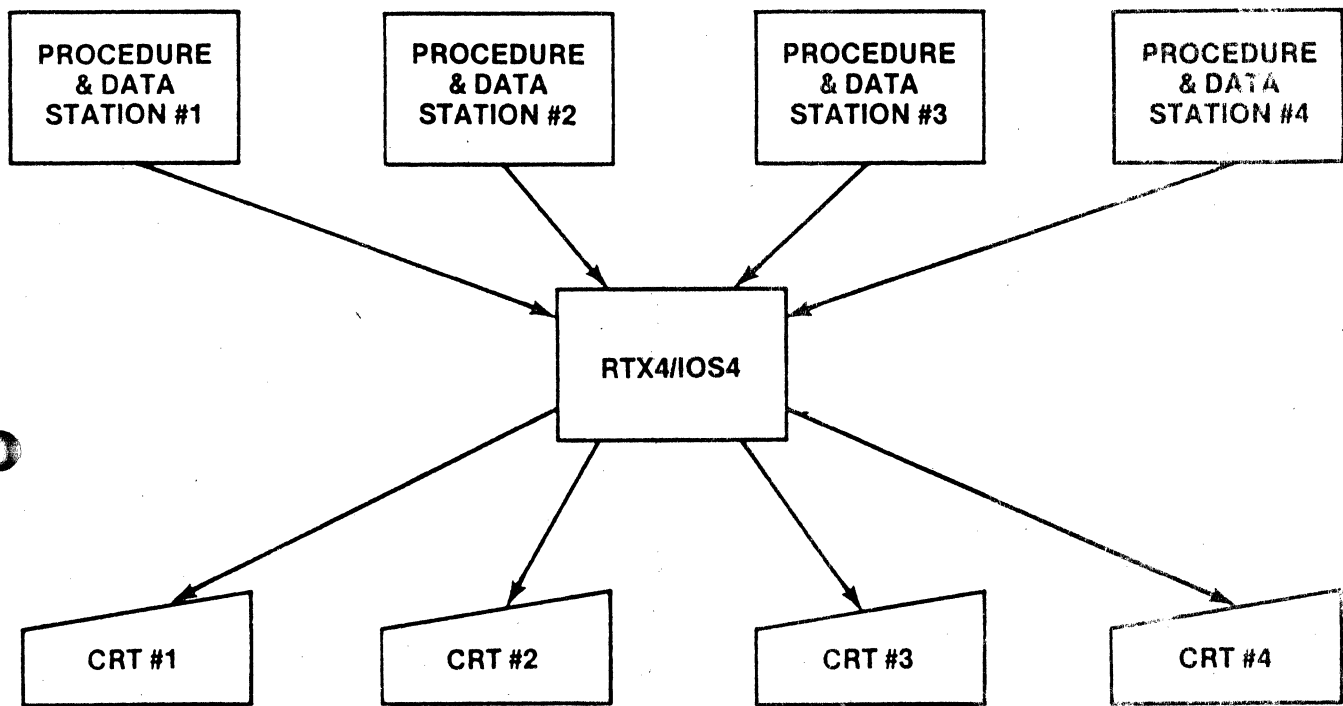 PROCEDURE
& DATA
STATION #1
PROCEDURE
& DATA
STATION #2
PROCEDURE
& DATA
STATION #3
PROCEDURE
& DATA
STATION #4
RTX4/IOS4
CRT #1
CRT #2
CRT #3
CRT #4